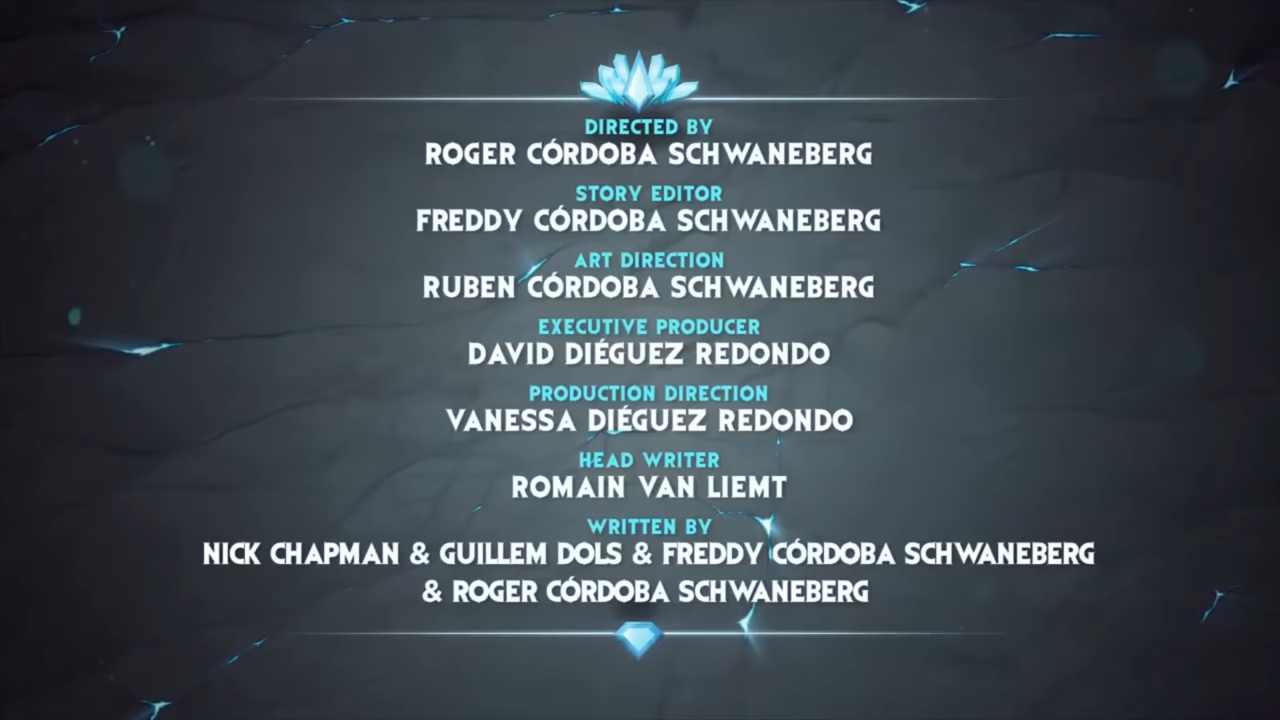 DIRECTED BY
ROGER CÓRDOBA SCHWANEBERG
STORY EDITOR
FREDDY CÓRDOBA SCHWANEBERG
ART DIRECTION
RUBEN CÓRDOBA SCHWANEBERG
EXECUTIVE PRODUCER
DAVID DIÉGUEZ REDONDO
PRODUCTION DIRECTION
VANESSA DIÉGUEZ REDONDO
HEAD WRITER
ROMAIN VAN LIEMT
WRITTEN BY
NICK CHAPMAN & GUILLEM DOLS & FREDDY CÓRDOBA SCHWANEBERG
& ROGER CÓRDOBA SCHWANEBERG